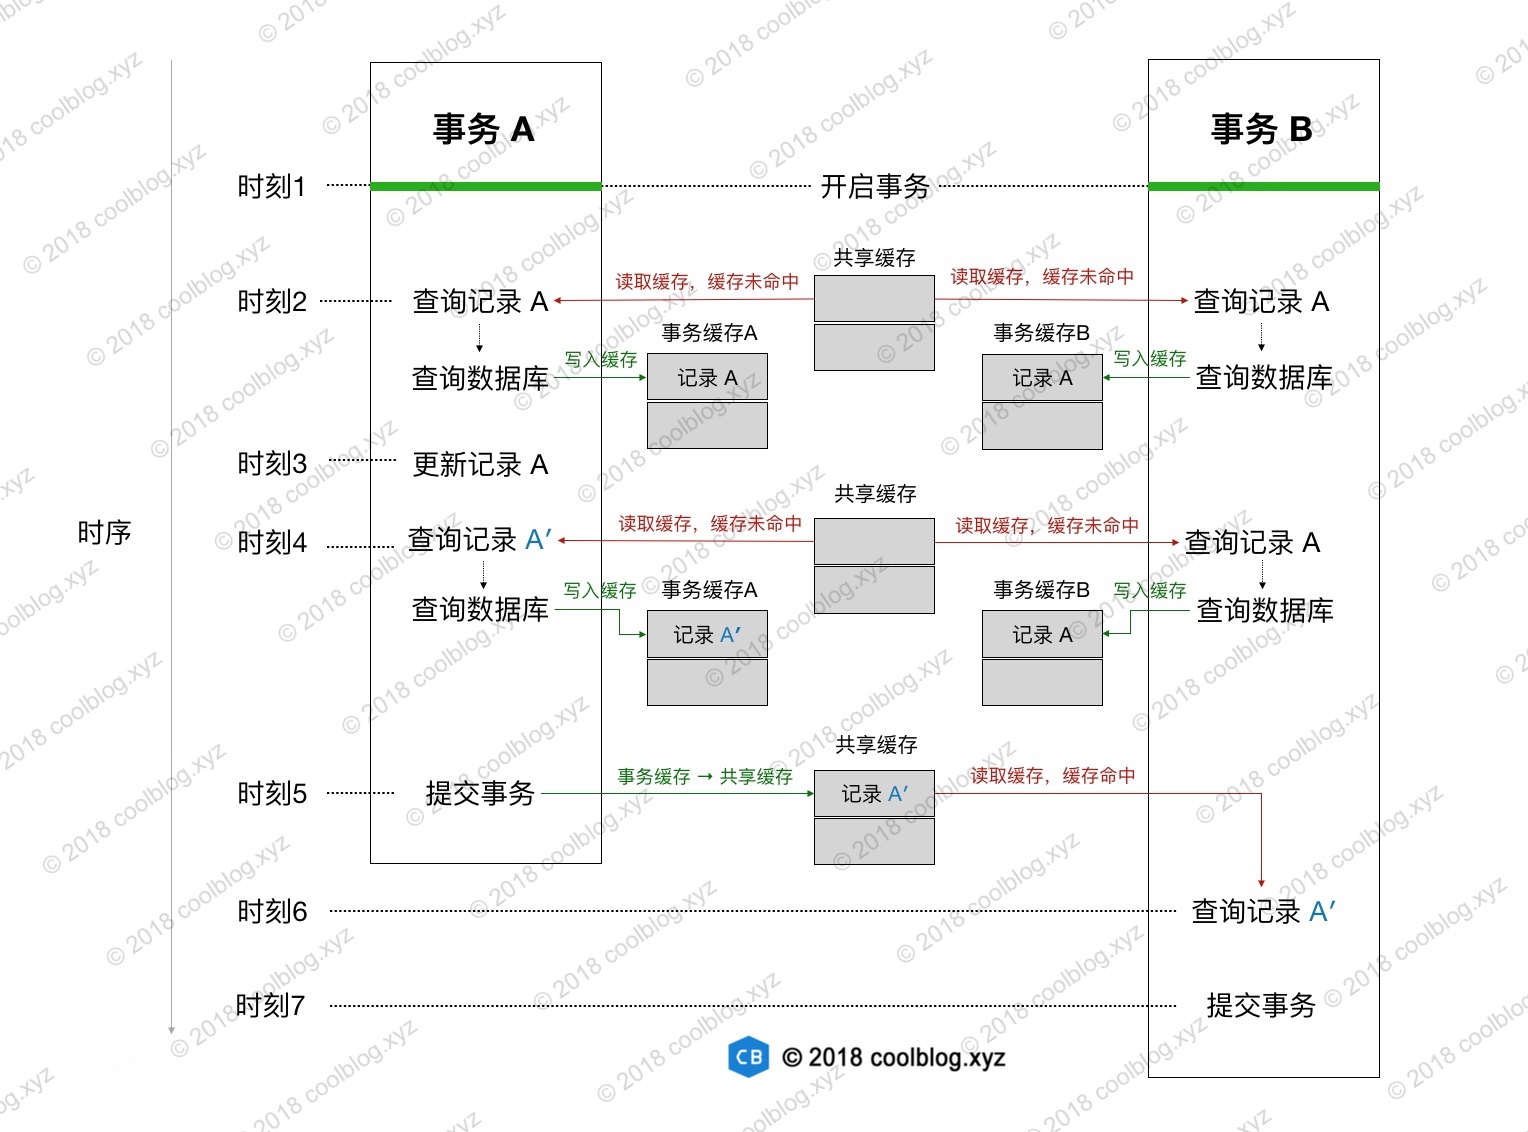 事务 A
事务 B
时刻1
开启事务
共享缓存
读取缓存，缓存未命中
读取缓存，缓存未命中
时刻2
查询记录 A
查询记录 A
事务缓存A
事务缓存B
写入缓存
写入缓存
查询数据库
记录 A
记录 A
查询数据库
时刻3
更新记录 A
共享缓存
时序
读取缓存，缓存未命中
读取缓存，缓存未命中
时刻4
查询记录 A′
查询记录 A
事务缓存A
事务缓存B
写入缓存
写入缓存
查询数据库
记录 A′
记录 A
查询数据库
共享缓存
事务缓存 → 共享缓存
读取缓存，缓存命中
时刻5
提交事务
记录 A′
时刻6
查询记录 A′
时刻7
提交事务
CB © 2018 coolblog.xyz
© 2018 coolblog.xyz